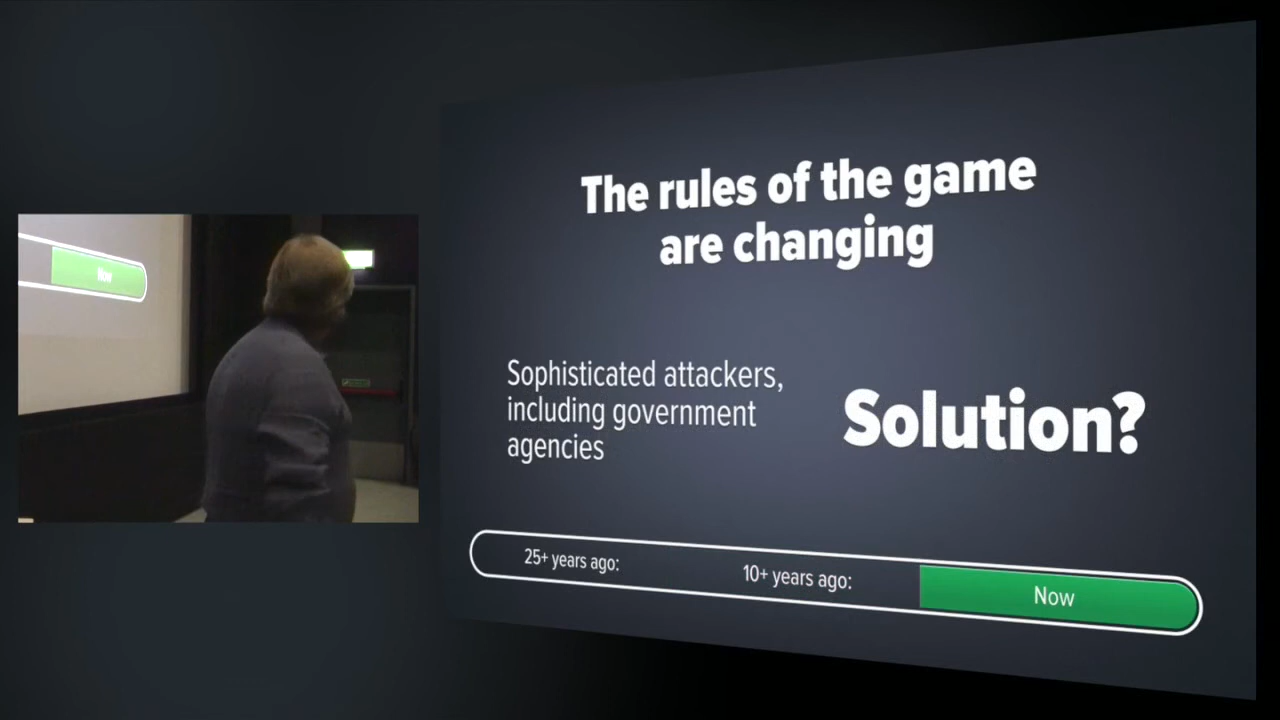 The rules of the game
are changing
Sophisticated attackers,
including government
agencies
Solution?
25+ years ago:
10+ years ago:
Now
Now